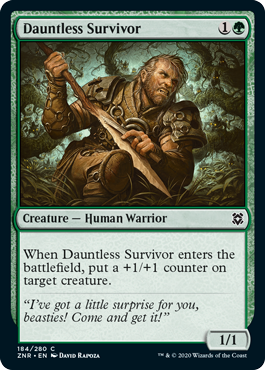 Dauntless Survivor 1
Creature — Human Warrior
When Dauntless Survivor enters the
battlefield, put a +1/+1 counter on
target creature.
“I’ve got a little surprise for you,
beasties! Come and get it!”
1/1
184/280 C
ZNR • EN DAVID RAPOZA ™ & © 2020 Wizards of the Coast